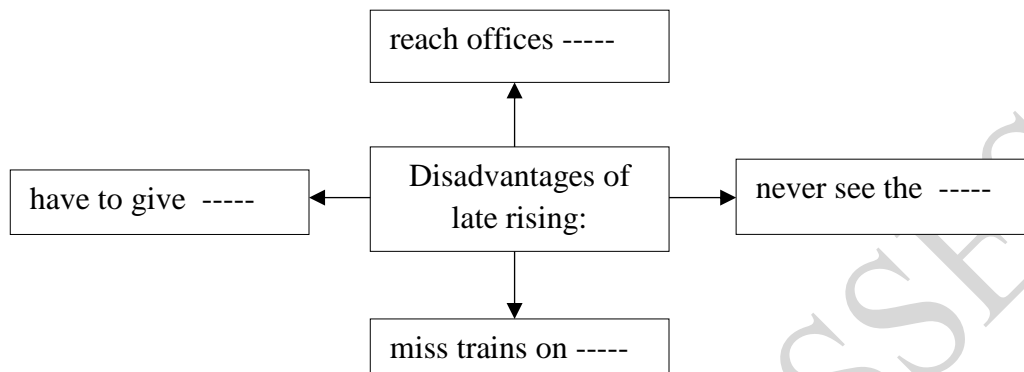 reach offices -----
have to give -----
Disadvantages of
late rising:
never see the -----
miss trains on -----